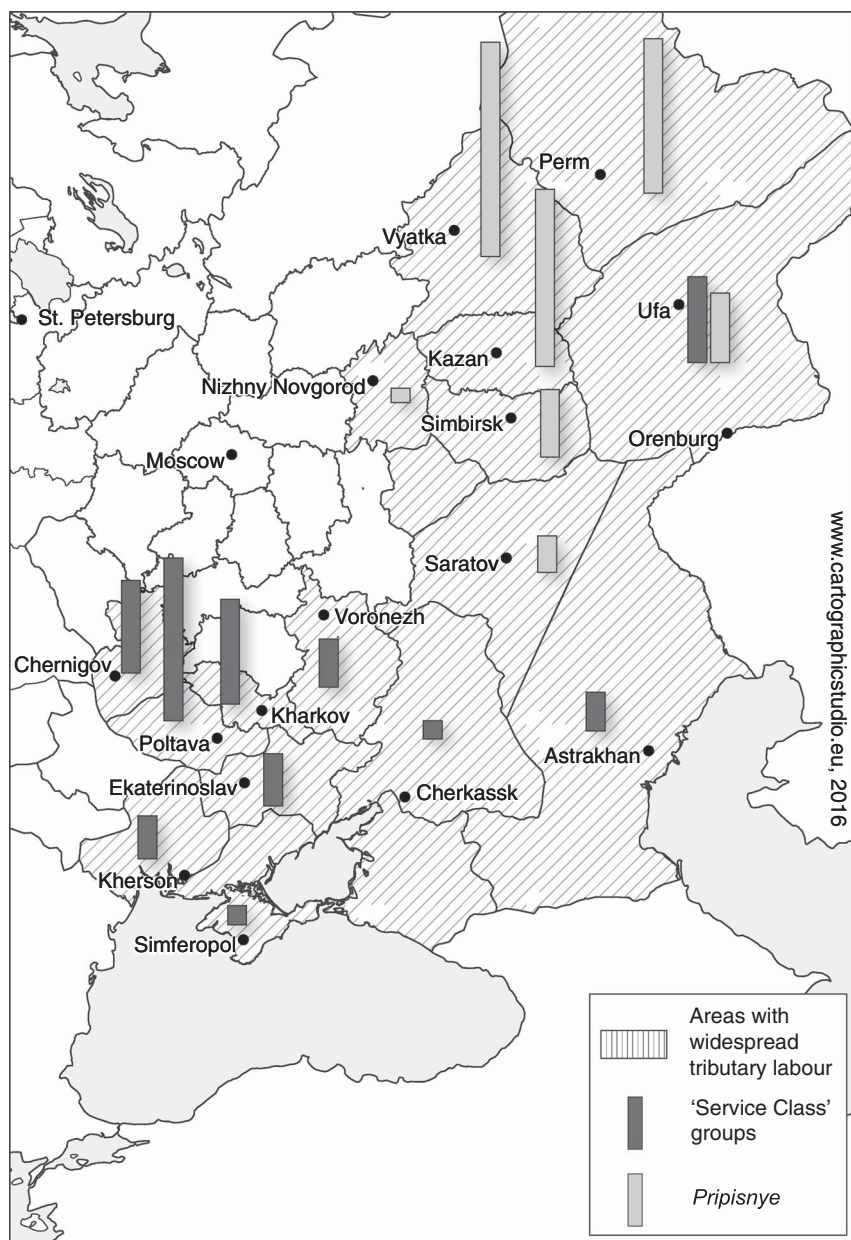 Perm
Vyatka
Ufa
St. Petersburg
Kazan
Nizhny Novgorod
Simbirsk
Orenburg
Moscow
Saratov
Voronezh
Chernigov
Kharkov
Poltava
Astrakhan
Ekaterinoslav
Cherkassk
Kherson
Simferopol
www.cartographicstudio.eu, 2016
Areas with
widespread
tributary labour
‘Service Class’
groups
Pripisnye